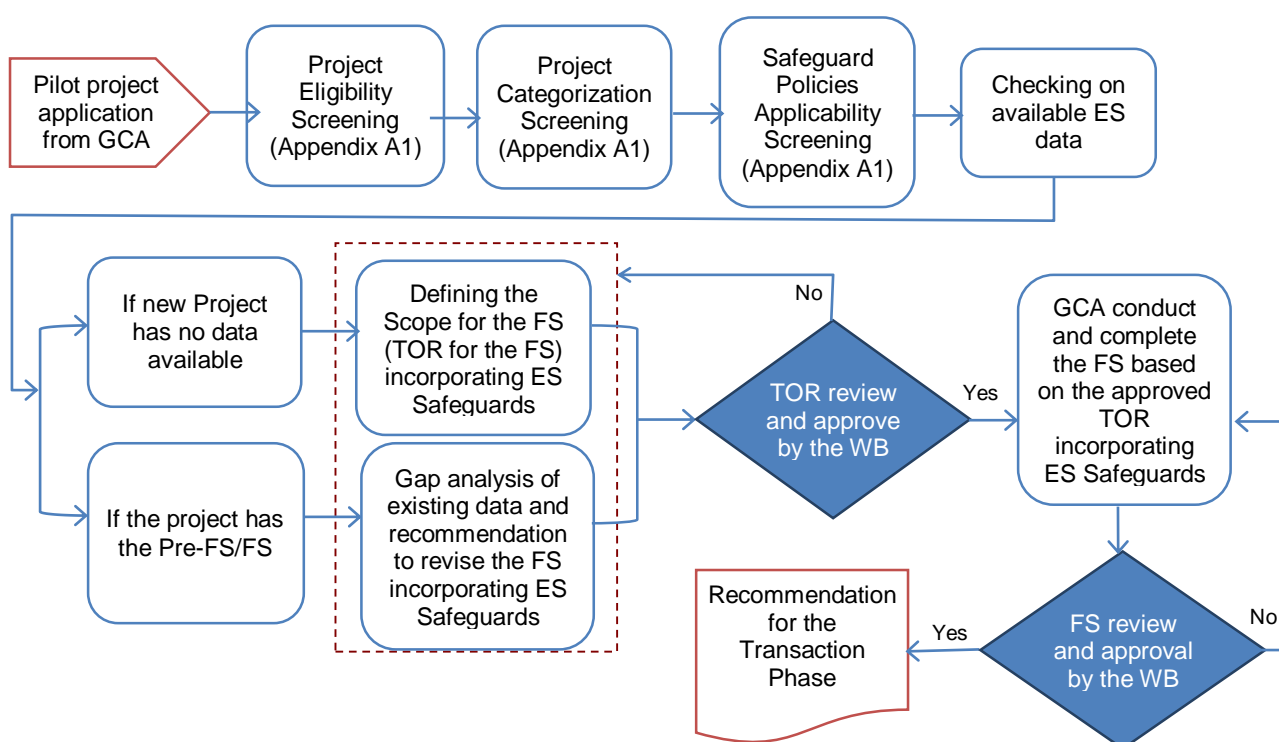 Pilot project
application
from GCA
Project
Eligibility
Screening
(Appendix A1)
Project
Categorization
Screening
(Appendix A1)
Safeguard
Policies
Applicability
Screening
(Appendix A1)
Checking on
available ES
data
If new Project
has no data
available
Defining the
Scope for the FS
(TOR for the FS)
incorporating ES
Safeguards
No
TOR review
and approve
by the WB
Yes
GCA conduct
and complete
the FS based
on the approved
TOR
incorporating
ES Safeguards
If the project has
the Pre-FS/FS
Gap analysis of
existing data and
recommendation
to revise the FS
incorporating ES
Safeguards
Recommendation
for the
Transaction
Phase
Yes
FS review
and approval
by the WB
No